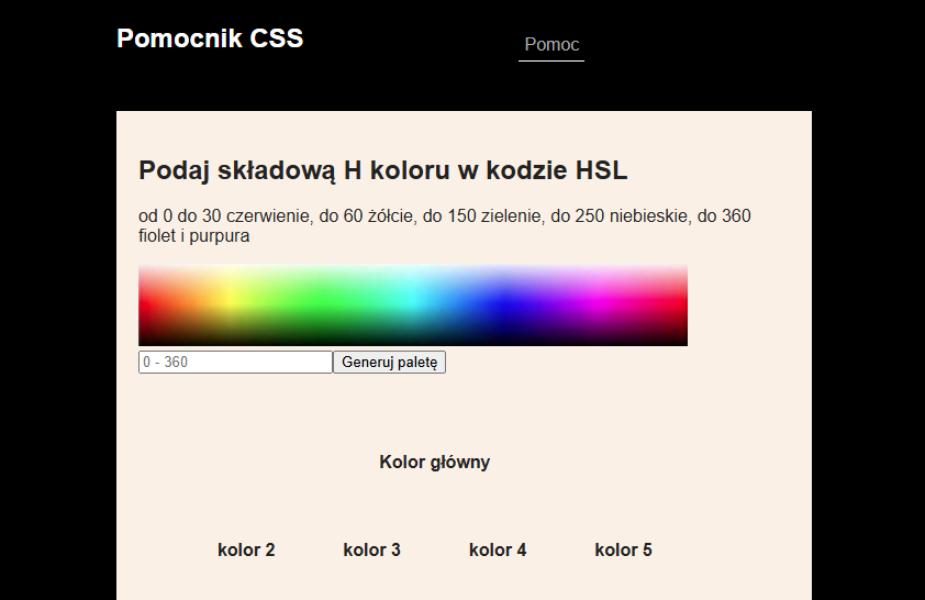 Pomocnik CSS
Pomoc
Podaj składową H koloru w kodzie HSL
od 0 do 30 czerwienie, do 60 żółcie, do 150 zielenie, do 250 niebieskie, do 360
fiolet i purpura
0 - 360
Generuj paletę
Kolor główny
kolor 2
kolor 3
kolor 4
kolor 5